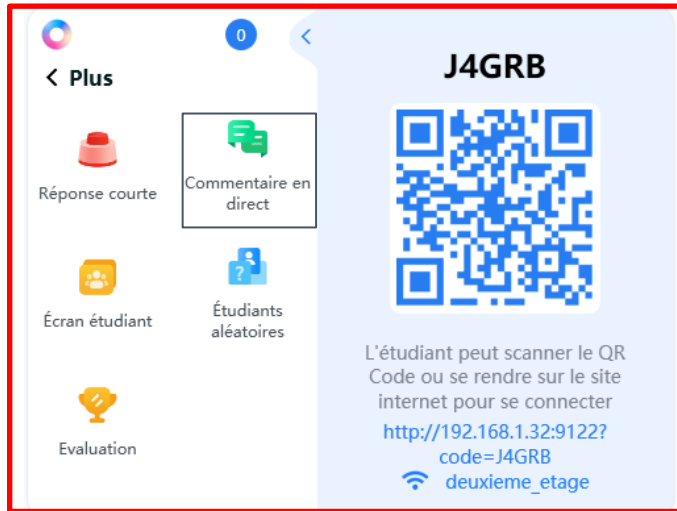 0
Plus
Réponse courte
Commentaire en
direct
Écran étudiant
Étudiants
aléatoires
Evaluation
J4GRB
L'étudiant peut scanner le QR
Code ou se rendre sur le site
internet pour se connecter
http://192.168.1.32:9122?
code=J4GRB
deuxieme_etage